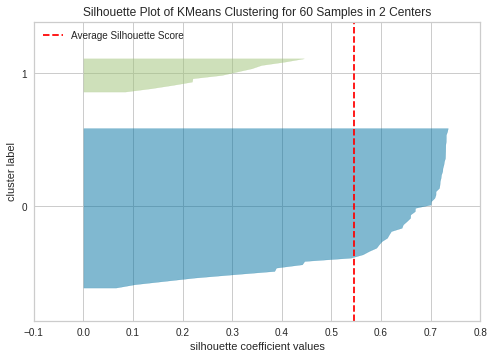 Silhouette Plot of KMeans Clustering for 60 Samples in 2 Centers
Average Silhouette Score
1
0
cluster label
−0.1 0.0 0.1 0.2 0.3 0.4 0.5 0.6 0.7 0.8
silhouette coefficient values